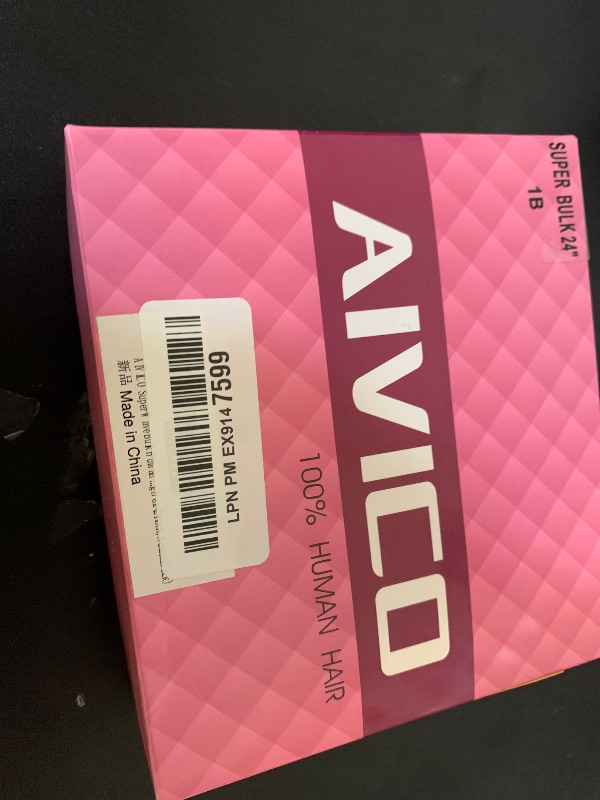 SUPER BULK 24"
1B
AIVICO
100% HUMAN HAIR
LPN PM EX9147599
新品 Made in China